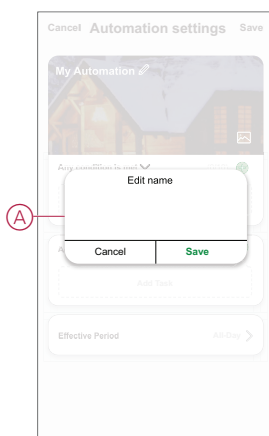 Cancel Automation settings Save
My Automation
Any condition is met
Edit name
A
Cancel Save
A
Add Task
Effective Period All-Day